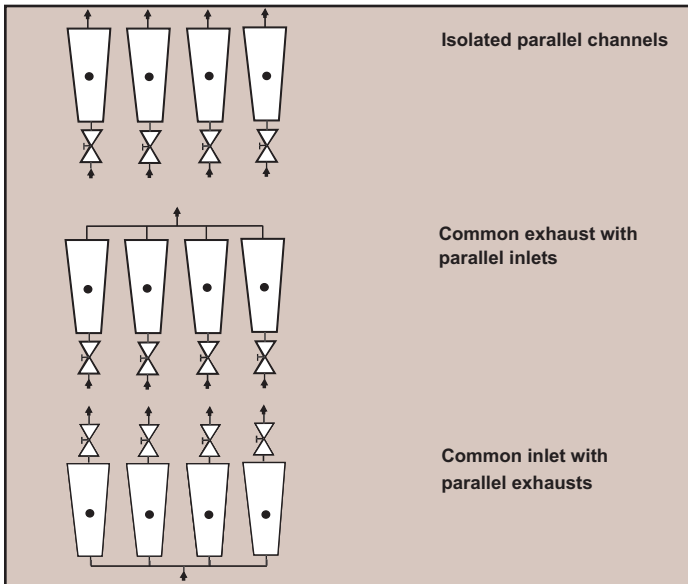 Isolated parallel channels
Common exhaust with
parallel inlets
Common inlet with
parallel exhausts